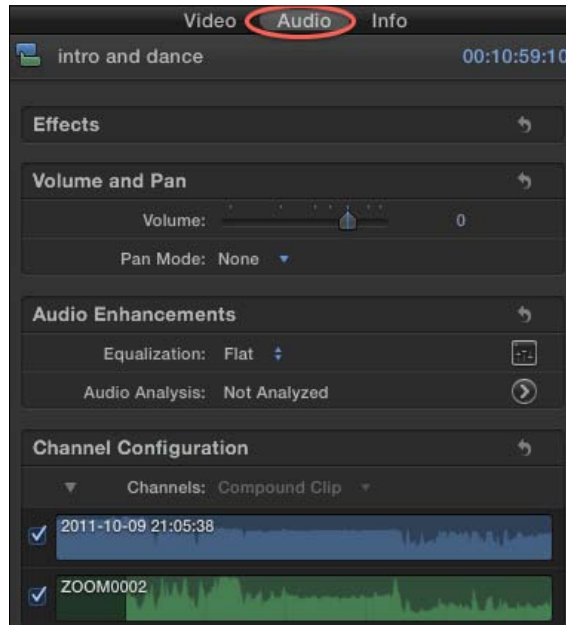 Video Audio Info
intro and dance 00:10:59:10
Effects
Volume and Pan
Volume: 0
Pan Mode: None
Audio Enhancements
Equalization: Flat
Audio Analysis: Not Analyzed
Channel Configuration
Channels: Compound Clip
2011-10-09 21:05:38
ZOOM0002